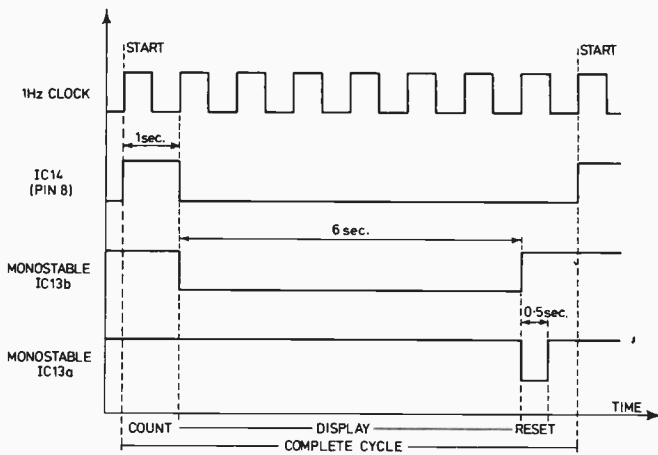 START
START
1Hz CLOCK
1sec.
IC14
(PIN 8)
6 sec.
MONOSTABLE
IC13b
0·5sec.
MONOSTABLE
IC13a
TIME
COUNT
DISPLAY
RESET
COMPLETE CYCLE